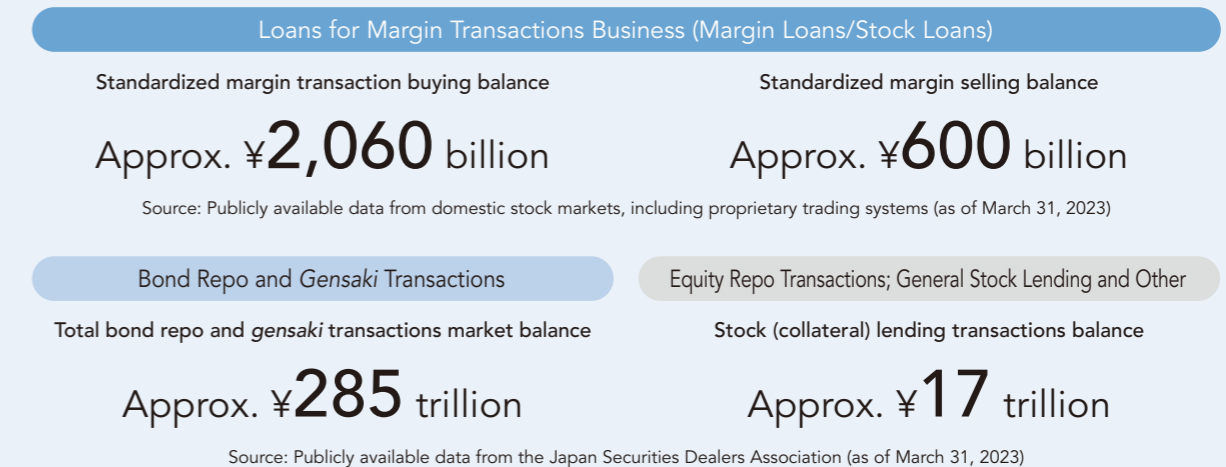 Loans for Margin Transactions Business (Margin Loans/Stock Loans)
Standardized margin transaction buying balance
Approx. ¥2,060 billion
Standardized margin selling balance
Approx. ¥600 billion
Source: Publicly available data from domestic stock markets, including proprietary trading systems (as of March 31, 2023)
Bond Repo and Gensaki Transactions
Total bond repo and gensaki transactions market balance
Approx. ¥285 trillion
Equity Repo Transactions; General Stock Lending and Other
Stock (collateral) lending transactions balance
Approx. ¥17 trillion
Source: Publicly available data from the Japan Securities Dealers Association (as of March 31, 2023)